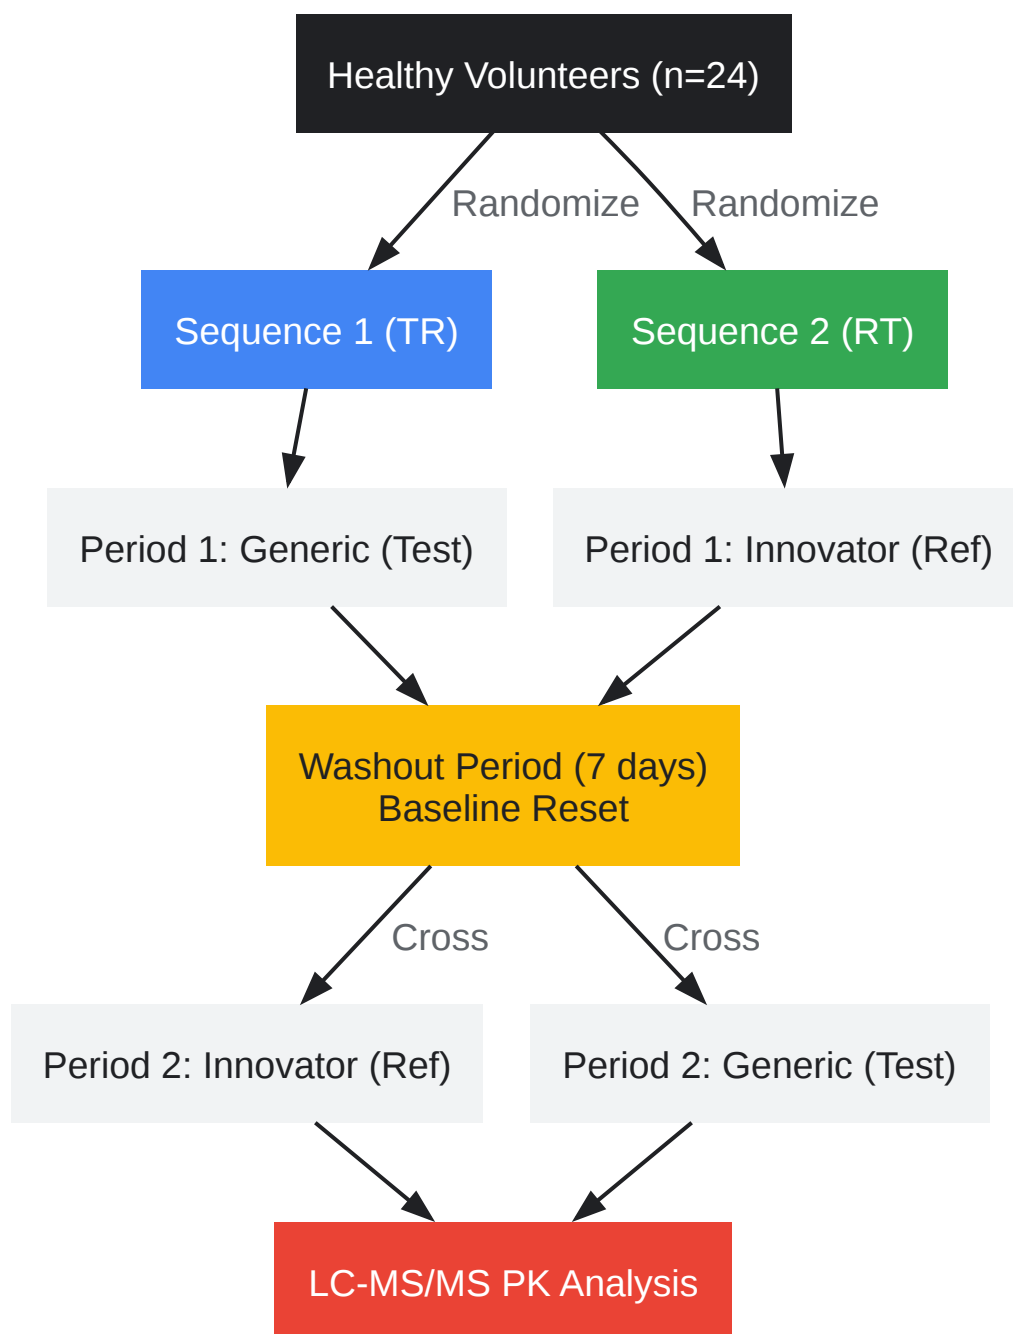 Healthy Volunteers (n=24)
Randomize
Randomize
Sequence 1 (TR)
Sequence 2 (RT)
Period 1: Generic (Test)
Period 1: Innovator (Ref)
Washout Period (7 days)
Baseline Reset
Cross
Cross
Period 2: Innovator (Ref)
Period 2: Generic (Test)
LC-MS/MS PK Analysis